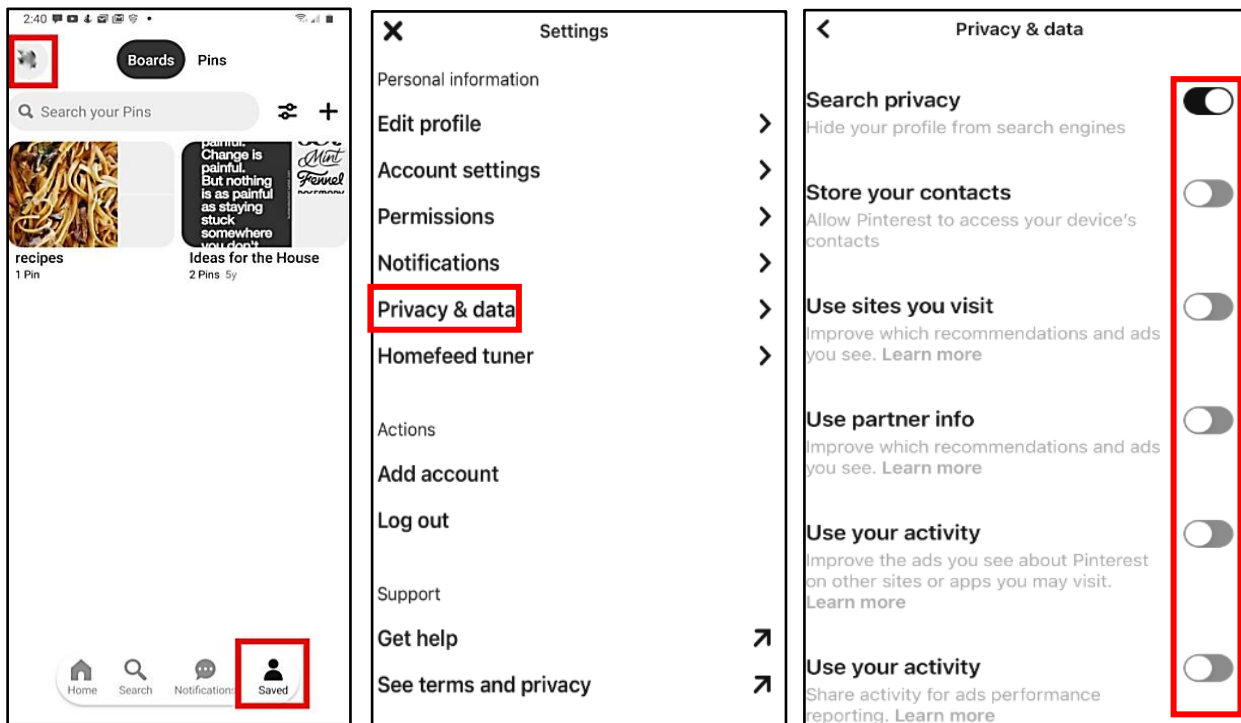 2:40
Boards Pins
Search your Pins
painful.
Change is
painful.
But nothing
is as painful
as staying
stuck
somewhere
you don't
Mint
Fennel
ROSEMARY
recipes
1 Pin
Ideas for the House
2 Pins 5y
Home Search Notifications Saved
Settings
Personal information
Edit profile
Account settings
Permissions
Notifications
Privacy & data
Homefeed tuner
Actions
Add account
Log out
Support
Get help
See terms and privacy
Privacy & data
Search privacy
Hide your profile from search engines
Store your contacts
Allow Pinterest to access your device's
contacts
Use sites you visit
Improve which recommendations and ads
you see. Learn more
Use partner info
Improve which recommendations and ads
you see. Learn more
Use your activity
Improve the ads you see about Pinterest
on other sites or apps you may visit.
Learn more
Use your activity
Share activity for ads performance
reporting. Learn more